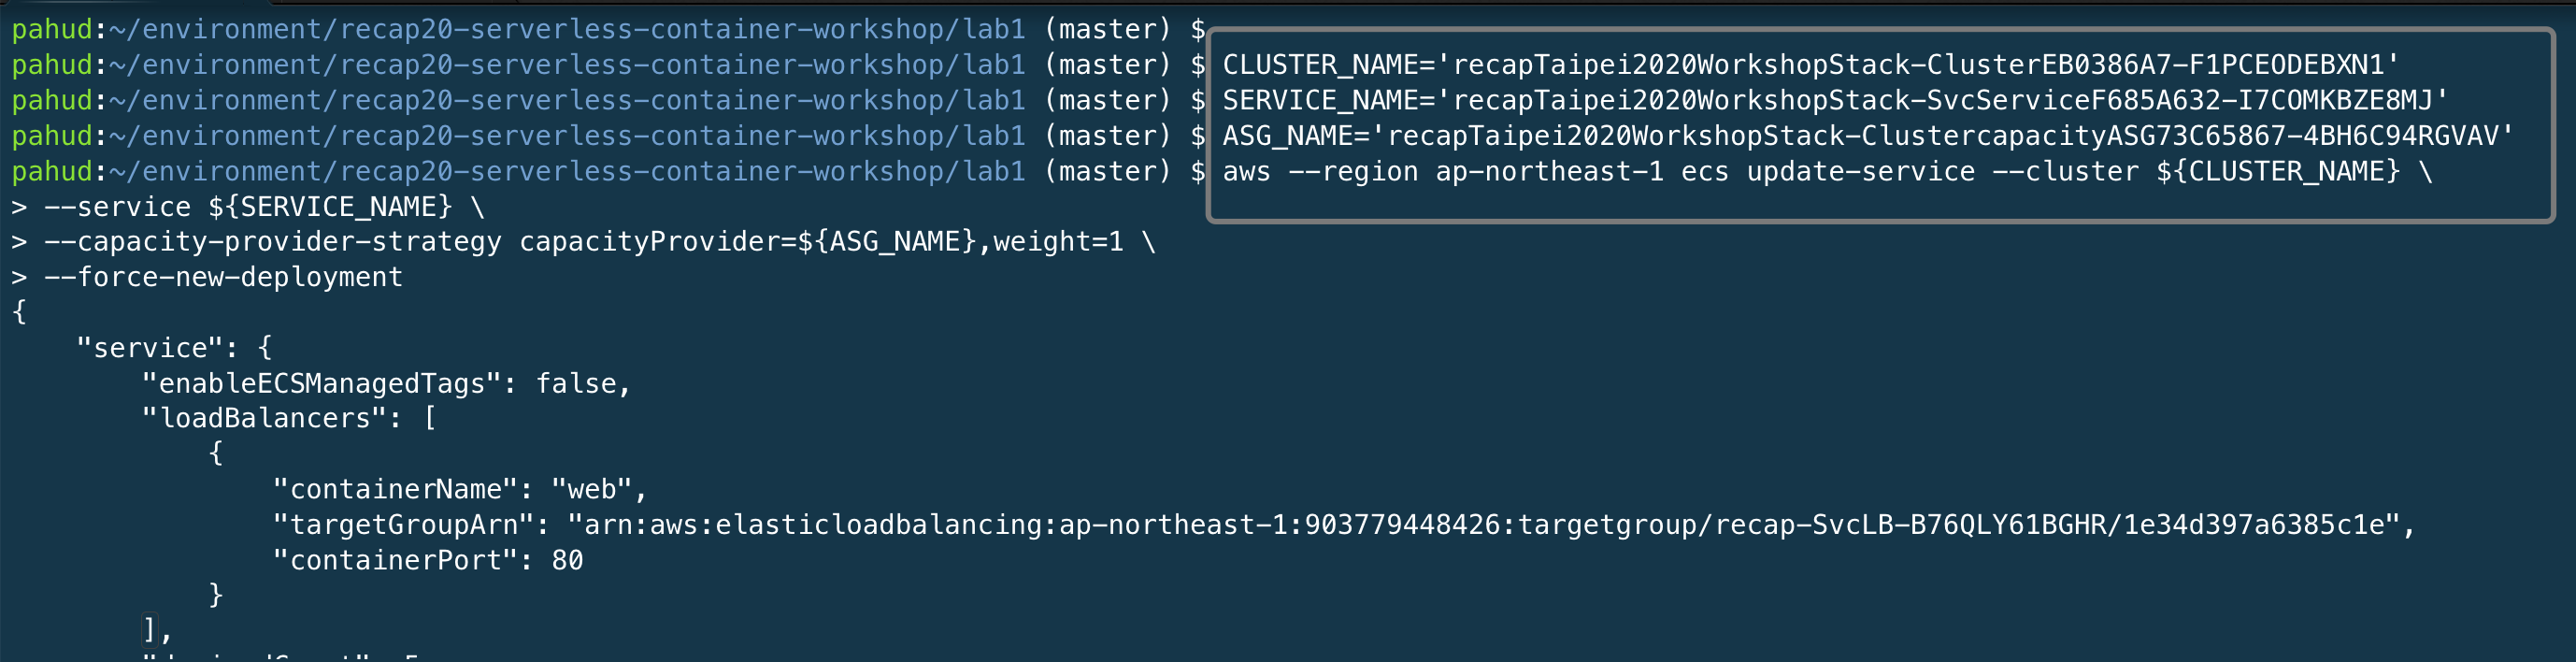 pahud:~/environment/recap20-serverless-container-workshop/lab1 (master) $
pahud:~/environment/recap20-serverless-container-workshop/lab1 (master) $ CLUSTER_NAME='recapTaipei2020WorkshopStack-ClusterEB0386A7-F1PCEODEBXN1'
pahud:~/environment/recap20-serverless-container-workshop/lab1 (master) $ SERVICE_NAME='recapTaipei2020WorkshopStack-SvcServiceF685A632-I7COMKBZE8MJ'
pahud:~/environment/recap20-serverless-container-workshop/lab1 (master) $ ASG_NAME='recapTaipei2020WorkshopStack-ClustercapacityASG73C65867-4BH6C94RGVAV'
pahud:~/environment/recap20-serverless-container-workshop/lab1 (master) $ aws --region ap-northeast-1 ecs update-service --cluster ${CLUSTER_NAME} \
> --service ${SERVICE_NAME} \
> --capacity-provider-strategy capacityProvider=${ASG_NAME},weight=1 \
> --force-new-deployment
{
    "service": {
        "enableECSManagedTags": false,
        "loadBalancers": [
            {
                "containerName": "web",
                "targetGroupArn": "arn:aws:elasticloadbalancing:ap-northeast-1:903779448426:targetgroup/recap-SvcLB-B76QLY61BGHR/1e34d397a6385c1e",
                "containerPort": 80
            }
        ],